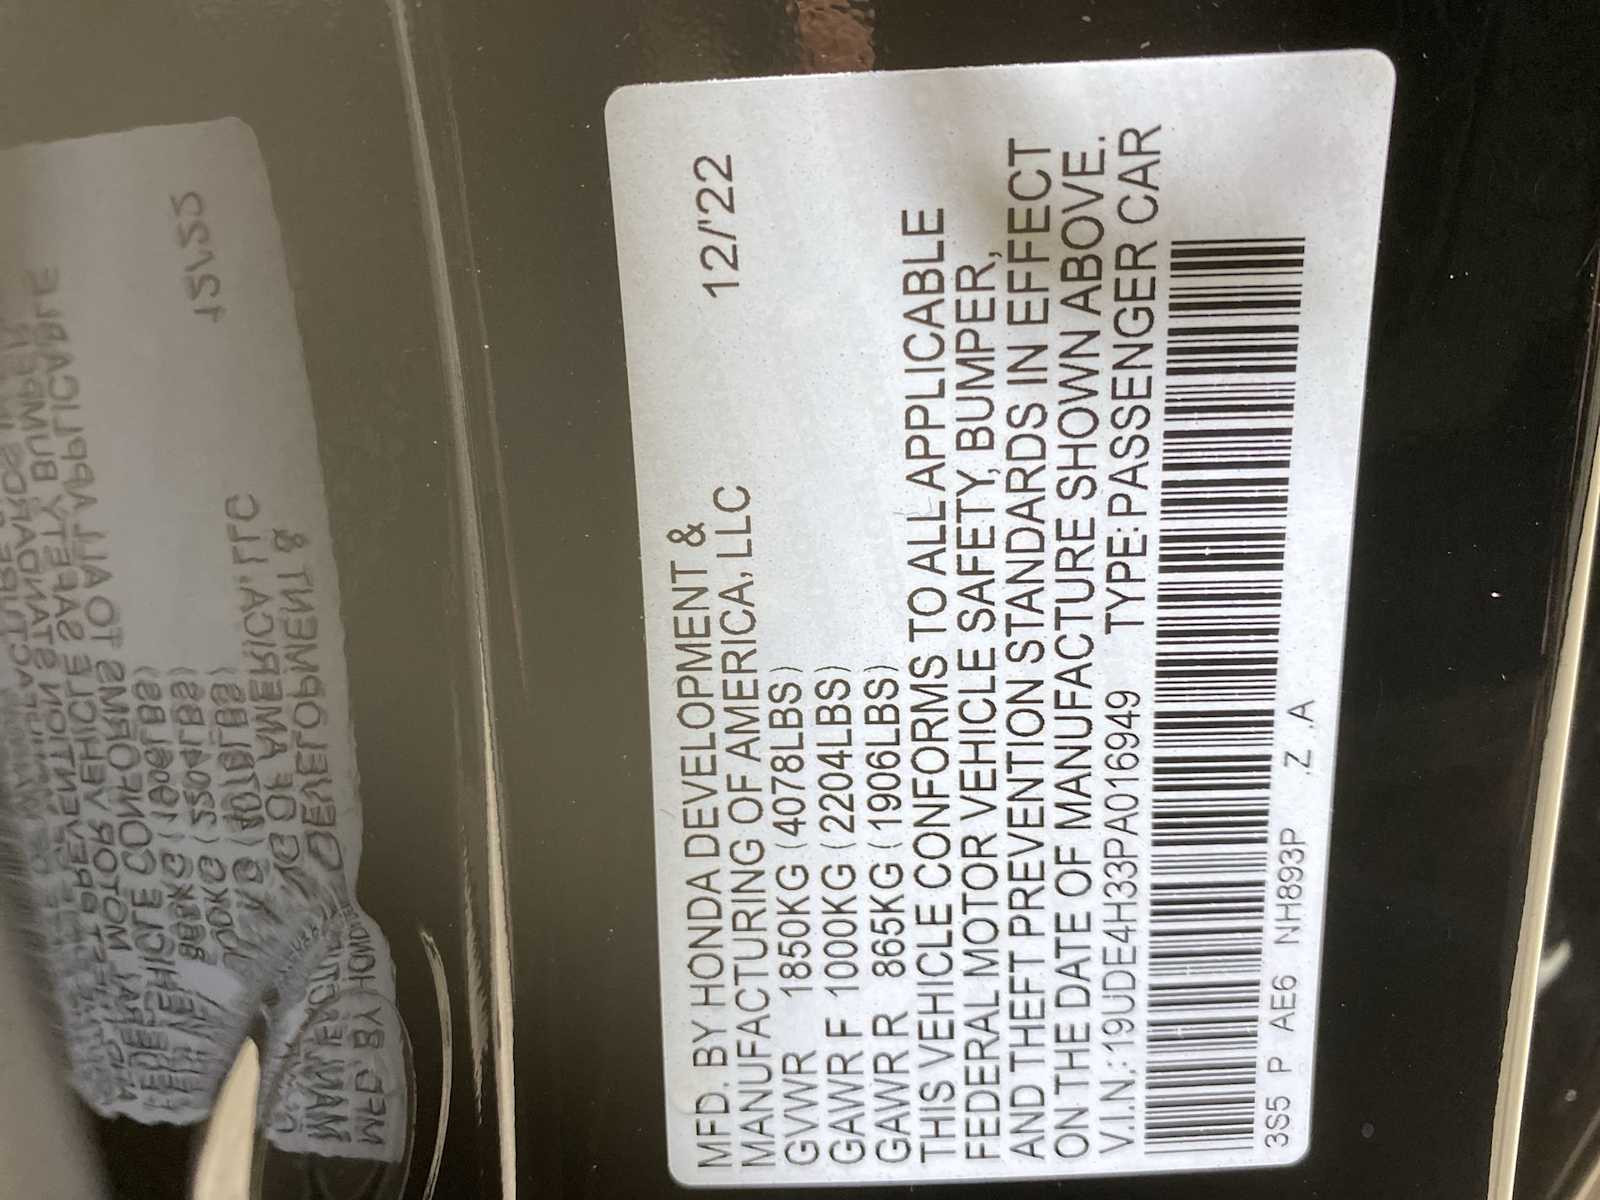 MFD. BY HONDA DEVELOPMENT &
MANUFACTURING OF AMERICA, LLC 12/'22
GVWR 1850KG (4078LBS)
GAWR F 1000KG (2204LBS)
GAWR R 865KG (1906LBS)
THIS VEHICLE CONFORMS TO ALL APPLICABLE
FEDERAL MOTOR VEHICLE SAFETY, BUMPER,
AND THEFT PREVENTION STANDARDS IN EFFECT
ON THE DATE OF MANUFACTURE SHOWN ABOVE.
V.I.N.: 19UDE4H33PA016949 TYPE: PASSENGER CAR
3S5 P AE6 NH893P .Z .A